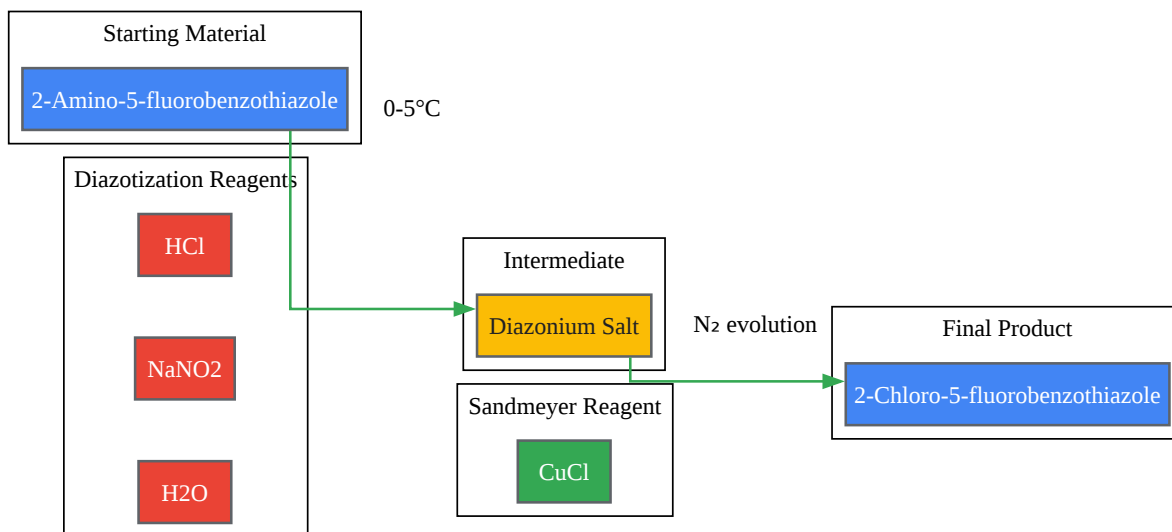 Starting Material
2-Amino-5-fluorobenzothiazole
0-5°C
Diazotization Reagents
HCl
NaNO2
H2O
Intermediate
Diazonium Salt
N₂ evolution
Sandmeyer Reagent
CuCl
Final Product
2-Chloro-5-fluorobenzothiazole